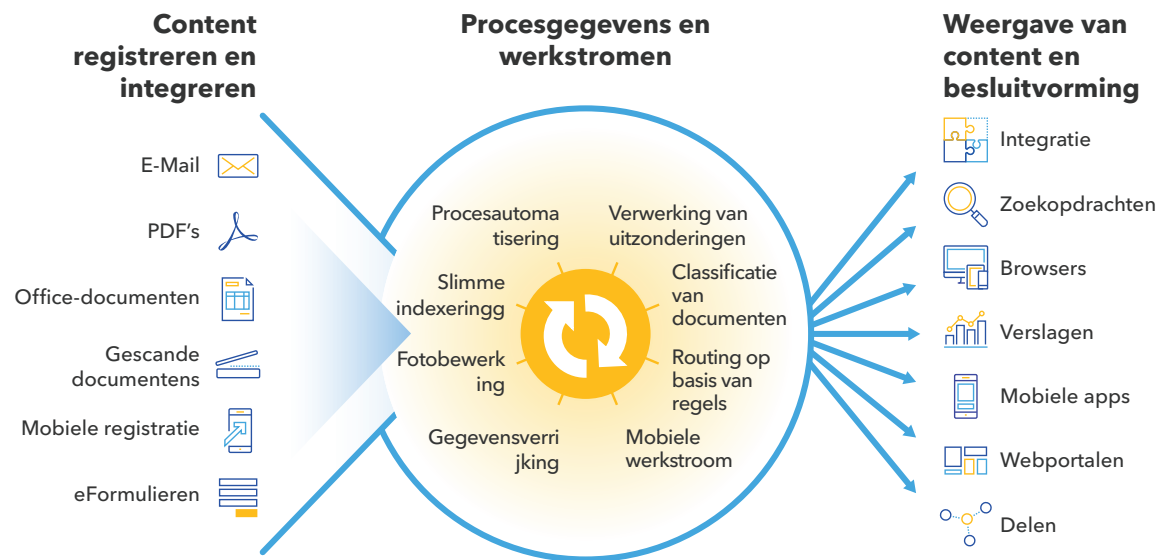 Content
registreren en
integreren
E-Mail
PDF's
Office-documenten
Gescande
documentens
Mobiele registratie
eFormulieren
Procesgegevens en
werkstromen
Procesautoma
tisering
Slimme
indexeringg
Fotobewerk
ing
Gegevensverri
jking
Verwerking van
uitzonderingen
Classificatie
van
documenten
Routing op
basis van
regels
Mobiele
werkstroom
Weergave van
content en
besluitvorming
Integratie
Zoekopdrachten
Browsers
Verslagen
Mobiele apps
Webportalen
Delen